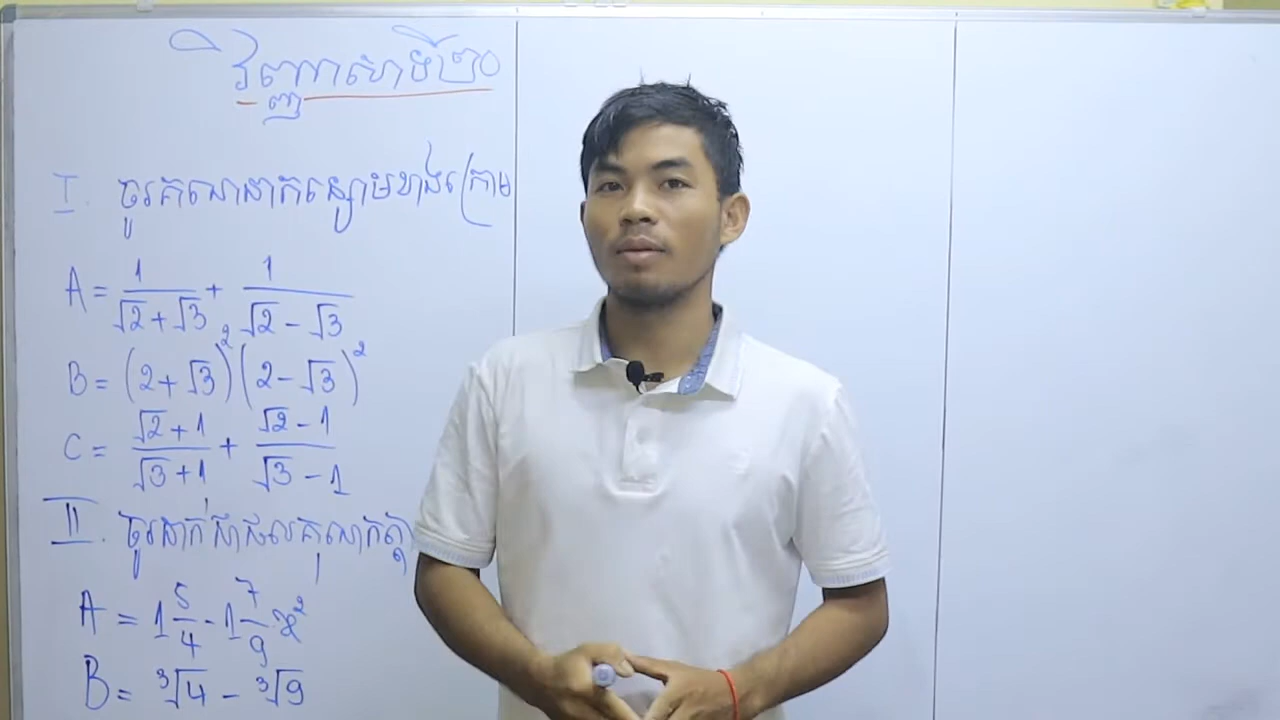 វិញ្ញាសាទី២០
I. ចូរគណនាកន្សោមខាងក្រោម
A = 1/(√2 + √3) + 1/(√2 − √3)
B = (2 + √3)²(2 − √3)²
C = (√2 + 1)/(√3 + 1) + (√2 − 1)/(√3 − 1)
II. ចូរដាក់ជាផលគុណកត្តា
A = 1 5/4 − 1 7/9 x²
B = ³√4 − ³√9